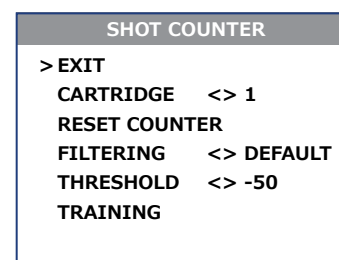 SHOT COUNTER
> EXIT
CARTRIDGE <> 1
RESET COUNTER
FILTERING <> DEFAULT
THRESHOLD <> -50
TRAINING